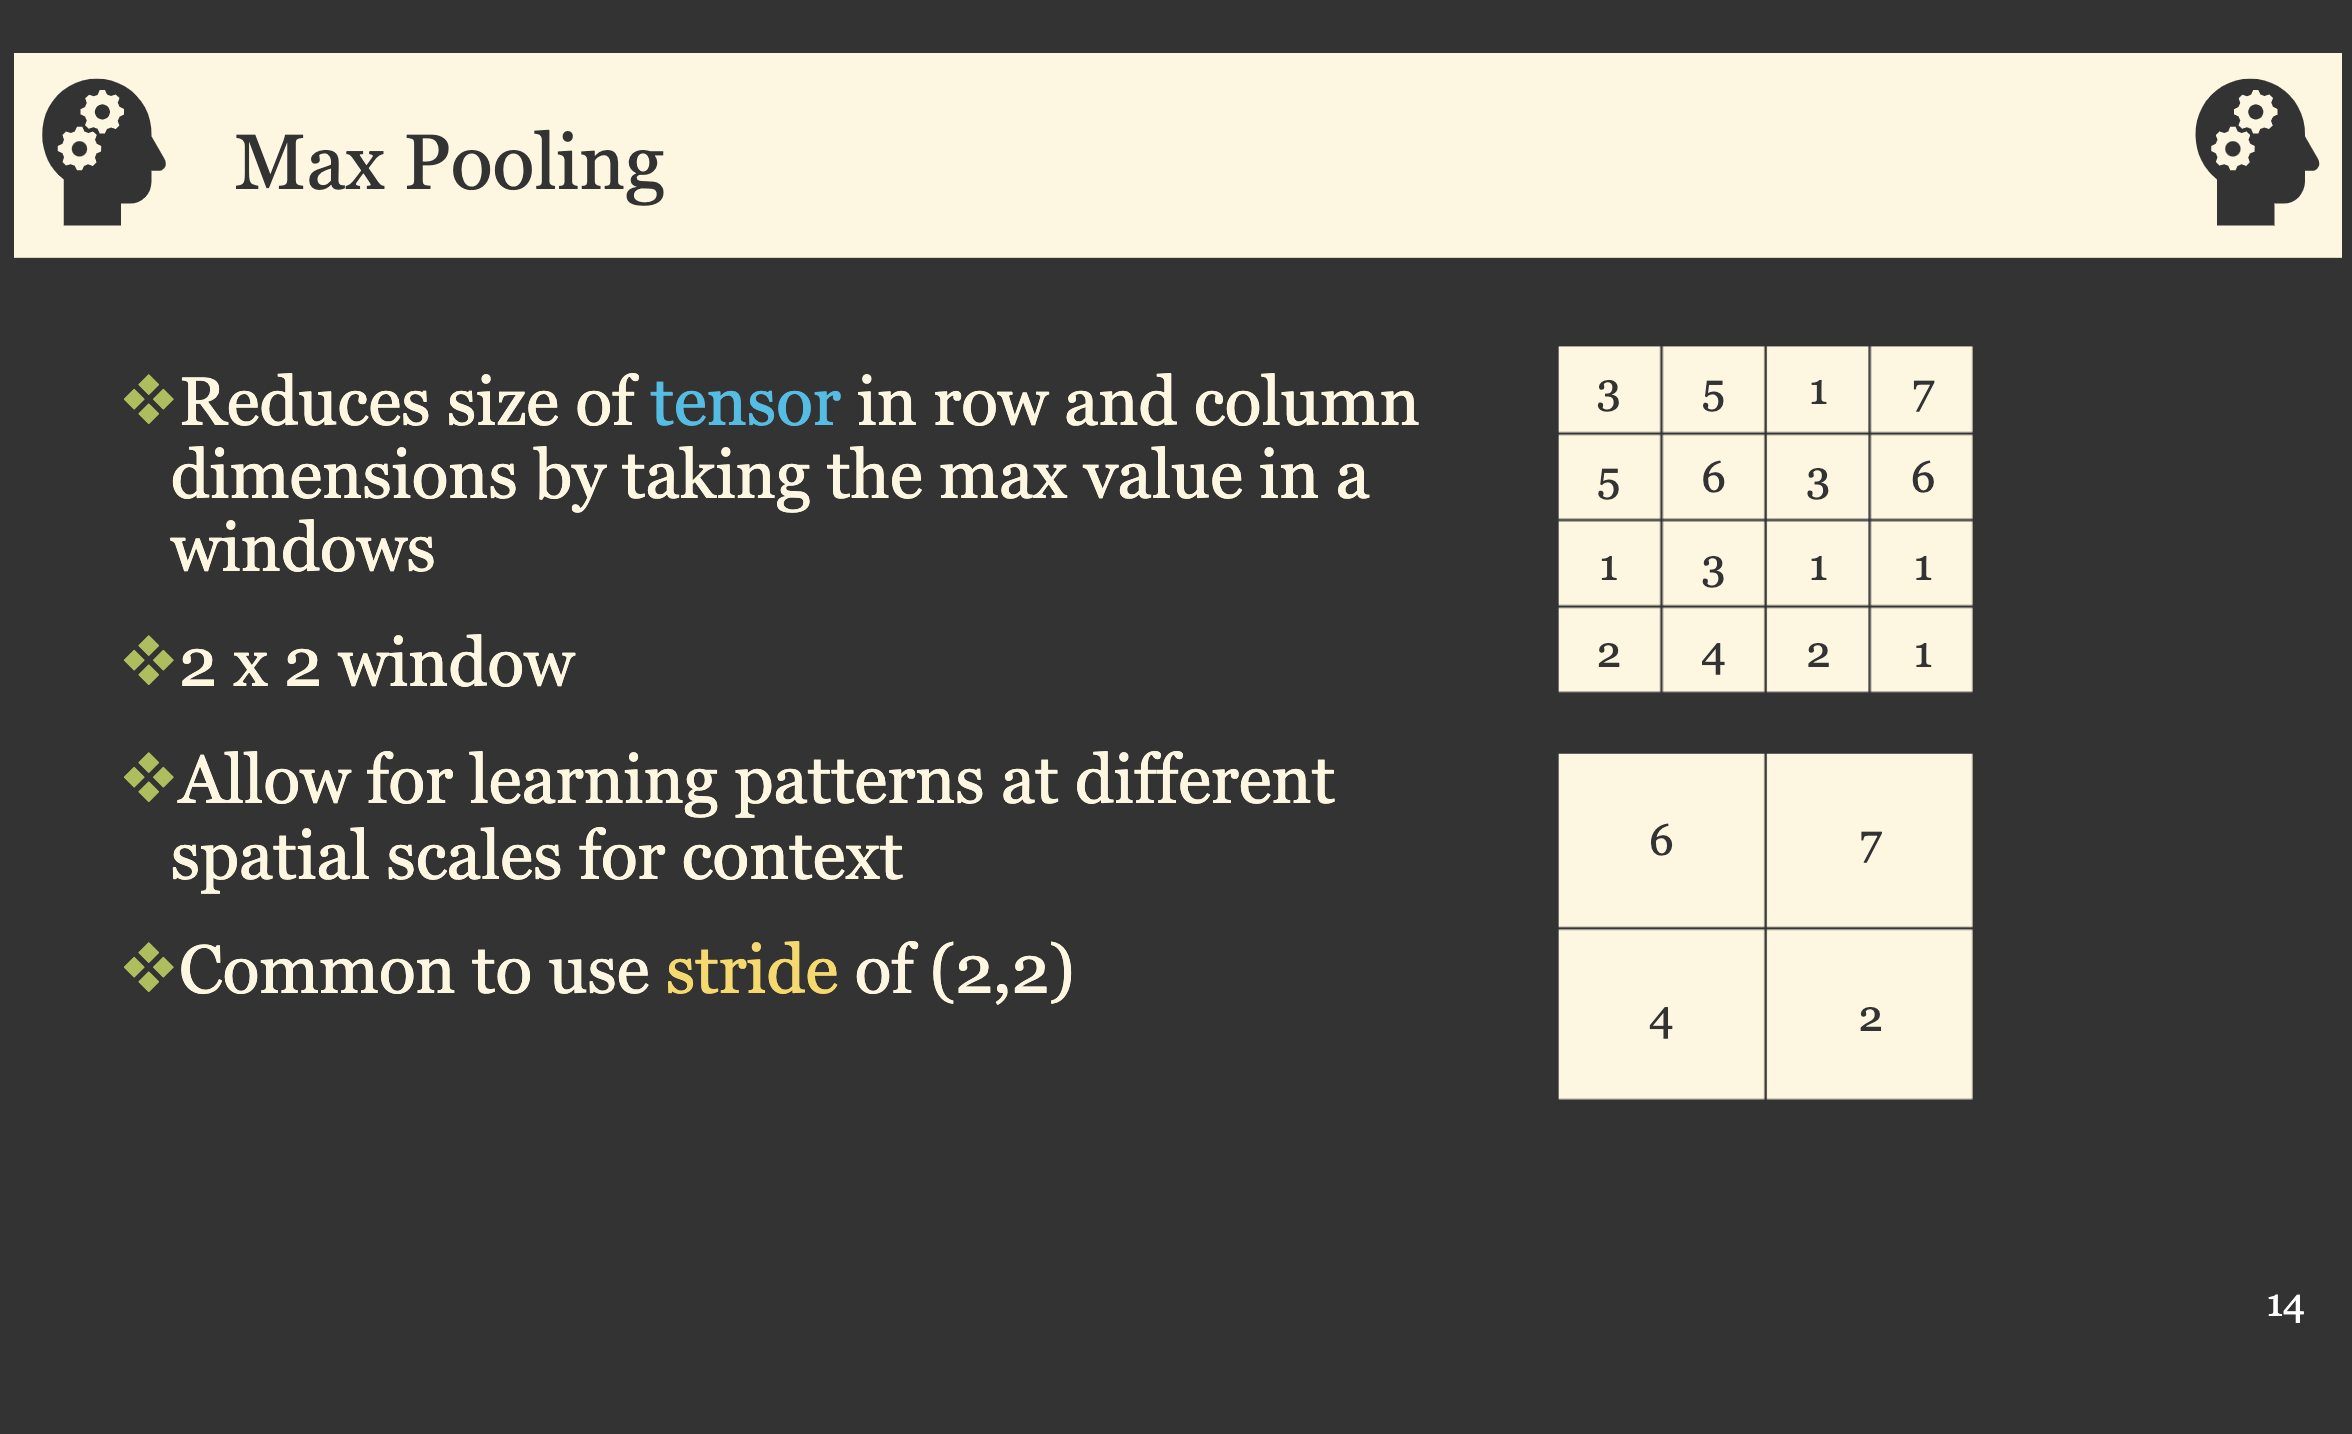 Max Pooling
❖Reduces size of tensor in row and column
dimensions by taking the max value in a
windows
❖2 x 2 window
❖Allow for learning patterns at different
spatial scales for context
❖Common to use stride of (2,2)
3 5 1 7
5 6 3 6
1 3 1 1
2 4 2 1
6 7
4 2
14